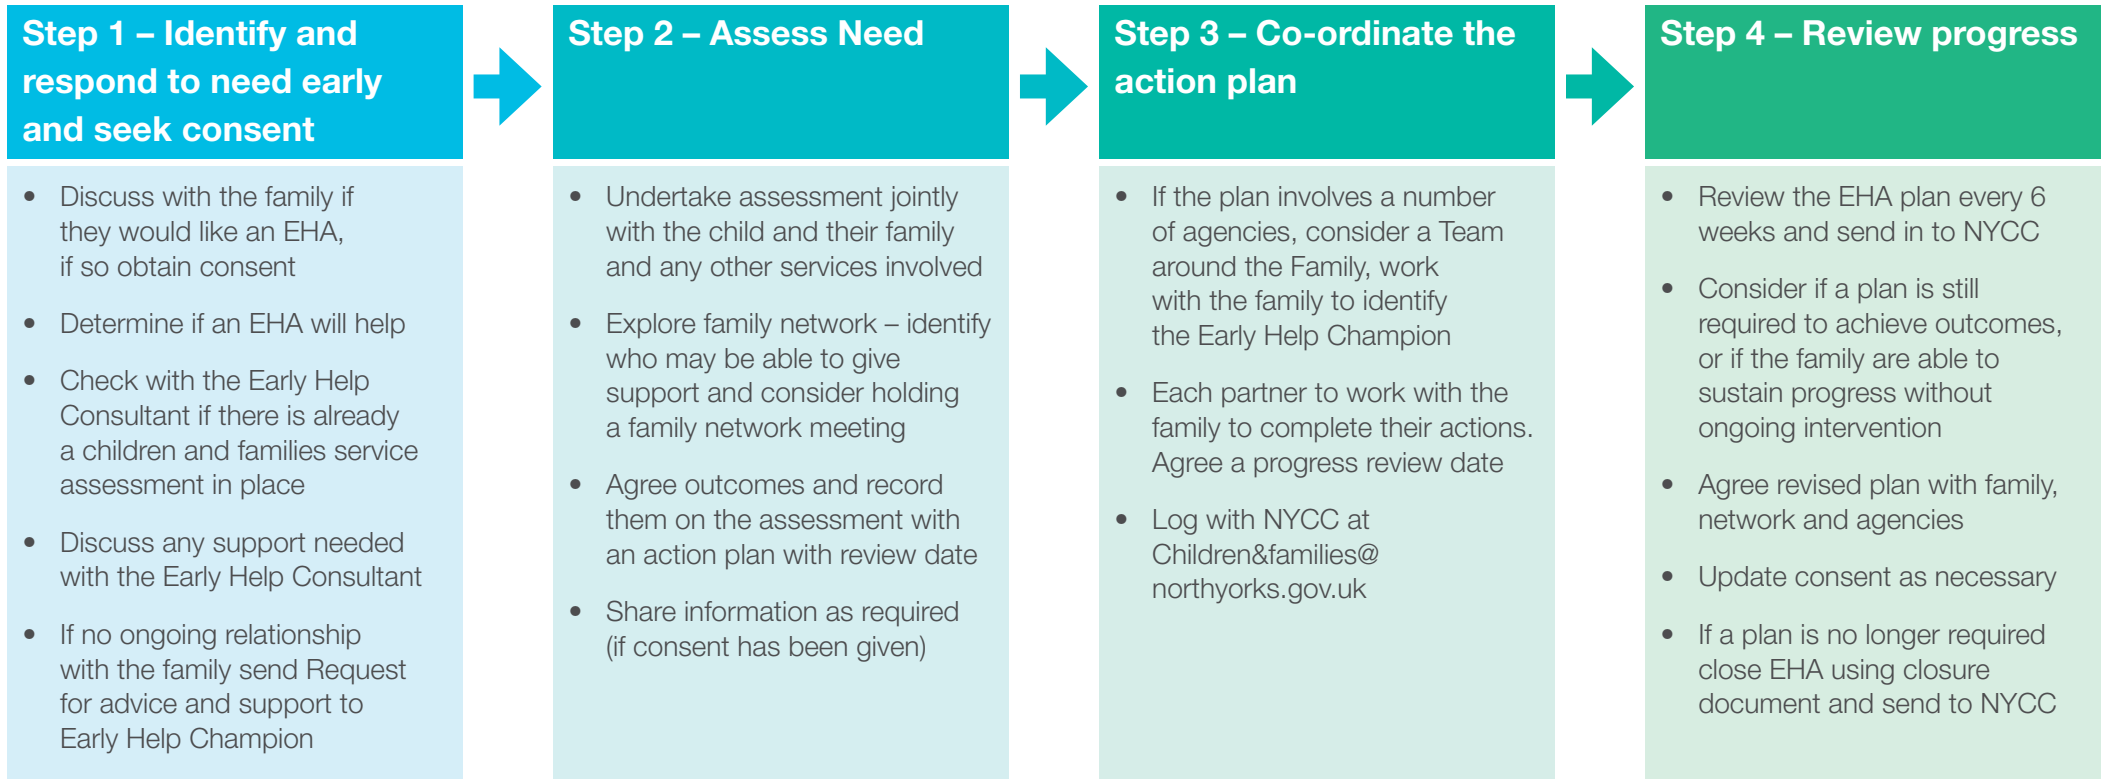 Step 1 – Identify and
respond to need early
and seek consent
• Discuss with the family if
they would like an EHA,
if so obtain consent
• Determine if an EHA will help
• Check with the Early Help
Consultant if there is already
a children and families service
assessment in place
• Discuss any support needed
with the Early Help Consultant
• If no ongoing relationship
with the family send Request
for advice and support to
Early Help Champion
Step 2 – Assess Need
• Undertake assessment jointly
with the child and their family
and any other services involved
• Explore family network – identify
who may be able to give
support and consider holding
a family network meeting
• Agree outcomes and record
them on the assessment with
an action plan with review date
• Share information as required
(if consent has been given)
Step 3 – Co-ordinate the
action plan
• If the plan involves a number
of agencies, consider a Team
around the Family, work
with the family to identify
the Early Help Champion
• Each partner to work with the
family to complete their actions.
Agree a progress review date
• Log with NYCC at
Children&families@
northyorks.gov.uk
Step 4 – Review progress
• Review the EHA plan every 6
weeks and send in to NYCC
• Consider if a plan is still
required to achieve outcomes,
or if the family are able to
sustain progress without
ongoing intervention
• Agree revised plan with family,
network and agencies
• Update consent as necessary
• If a plan is no longer required
close EHA using closure
document and send to NYCC